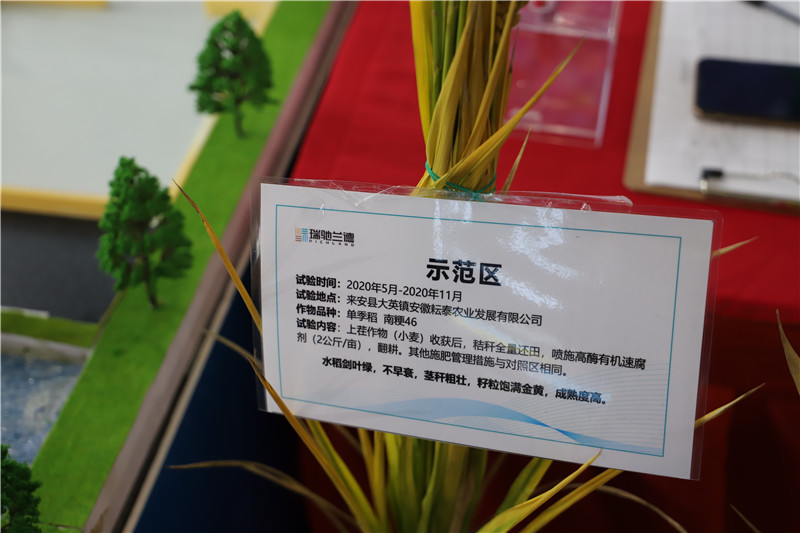 瑞驰兰德
RICHLAND
示范区
试验时间：2020年5月-2020年11月
试验地点：来安县大英镇安徽耘泰农业发展有限公司
作物品种：单季稻 南粳46
试验内容：上茬作物（小麦）收获后，秸秆全量还田，喷施高酶有机速腐
剂（2公斤/亩），翻耕。其他施肥管理措施与对照区相同。
水稻剑叶绿，不早衰，茎秆粗壮，籽粒饱满金黄，成熟度高。